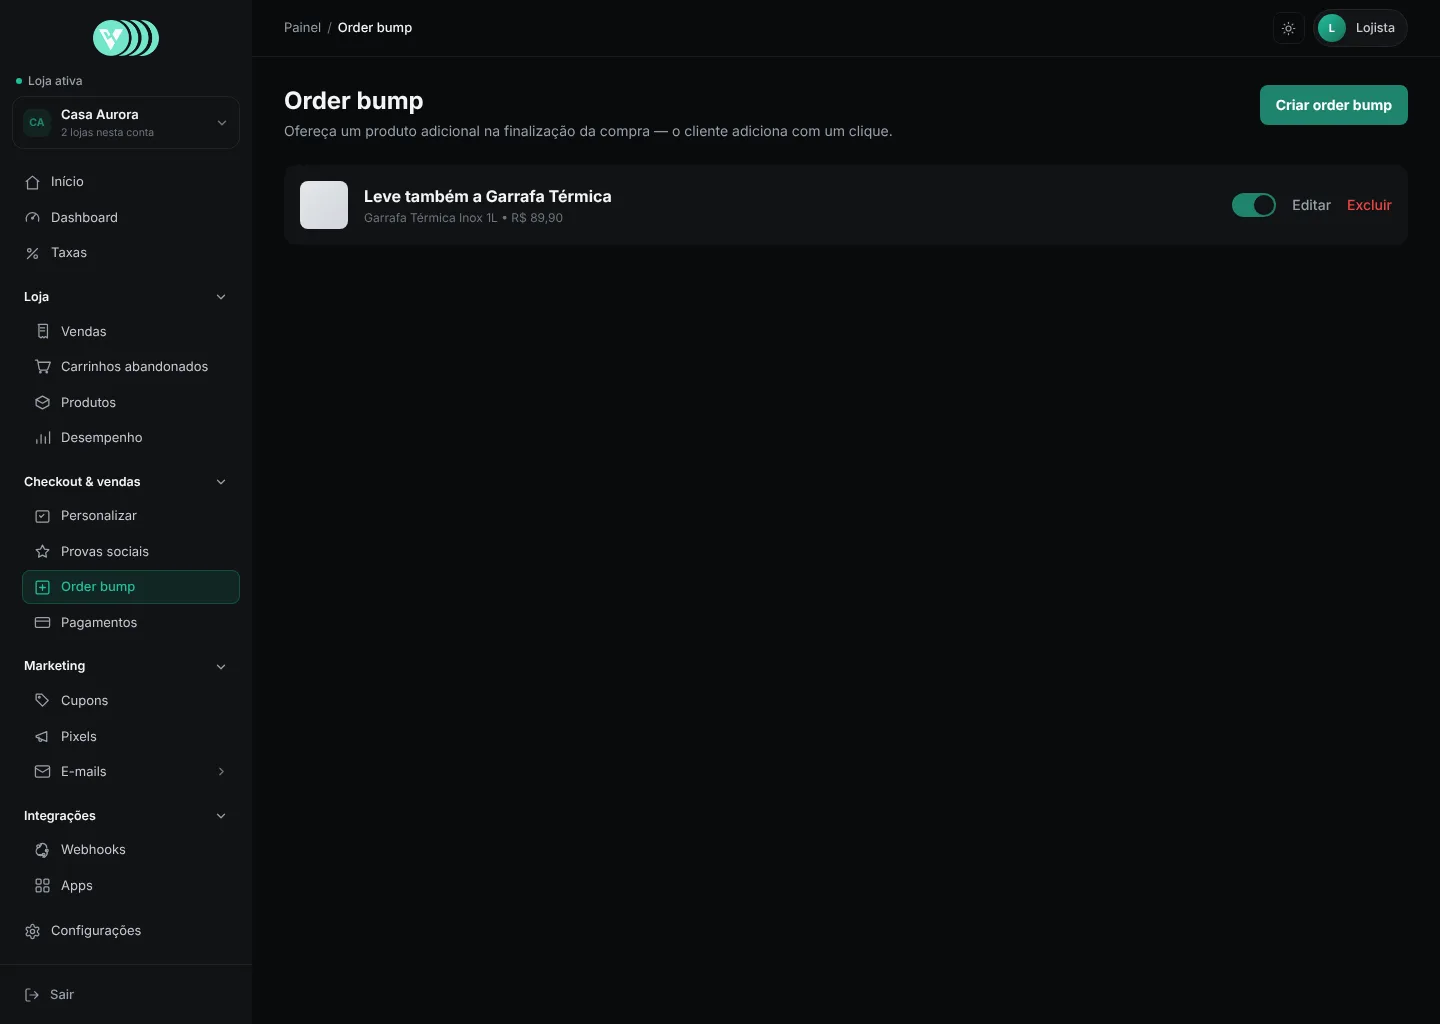 Loja ativa
CA
Casa Aurora
2 lojas nesta conta
Início
Dashboard
Taxas
Loja
Vendas
Carrinhos abandonados
Produtos
Desempenho
Checkout & vendas
Personalizar
Provas sociais
Order bump
Pagamentos
Marketing
Cupons
Pixels
E-mails
Integrações
Webhooks
Apps
Configurações
Sair
Painel / Order bump
L Lojista
Order bump
Ofereça um produto adicional na finalização da compra — o cliente adiciona com um clique.
Criar order bump
Leve também a Garrafa Térmica
Garrafa Térmica Inox 1L • R$ 89,90
Editar Excluir